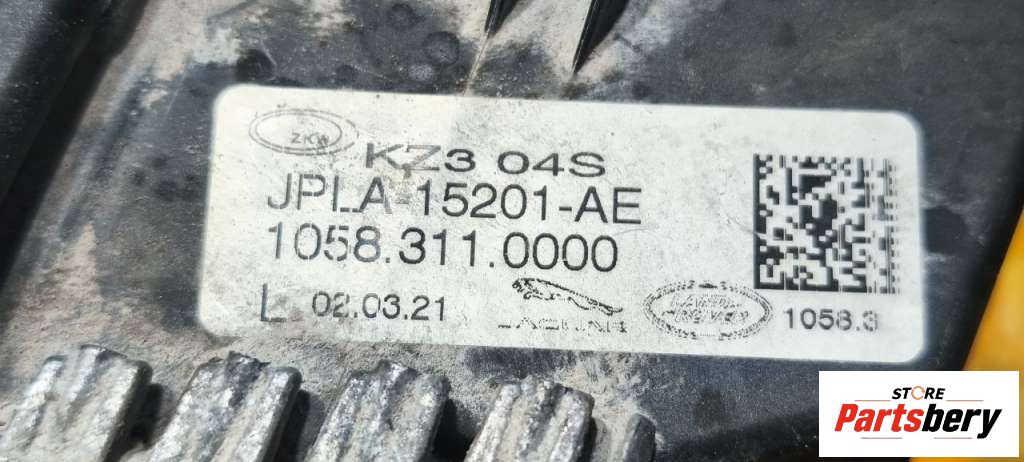 ZKW
KZ3 04S
JPLA-15201-AE
1058.311.0000
L 02.03.21
JAGUAR
LAND
ROVER
1058.3
STORE
Partsbery